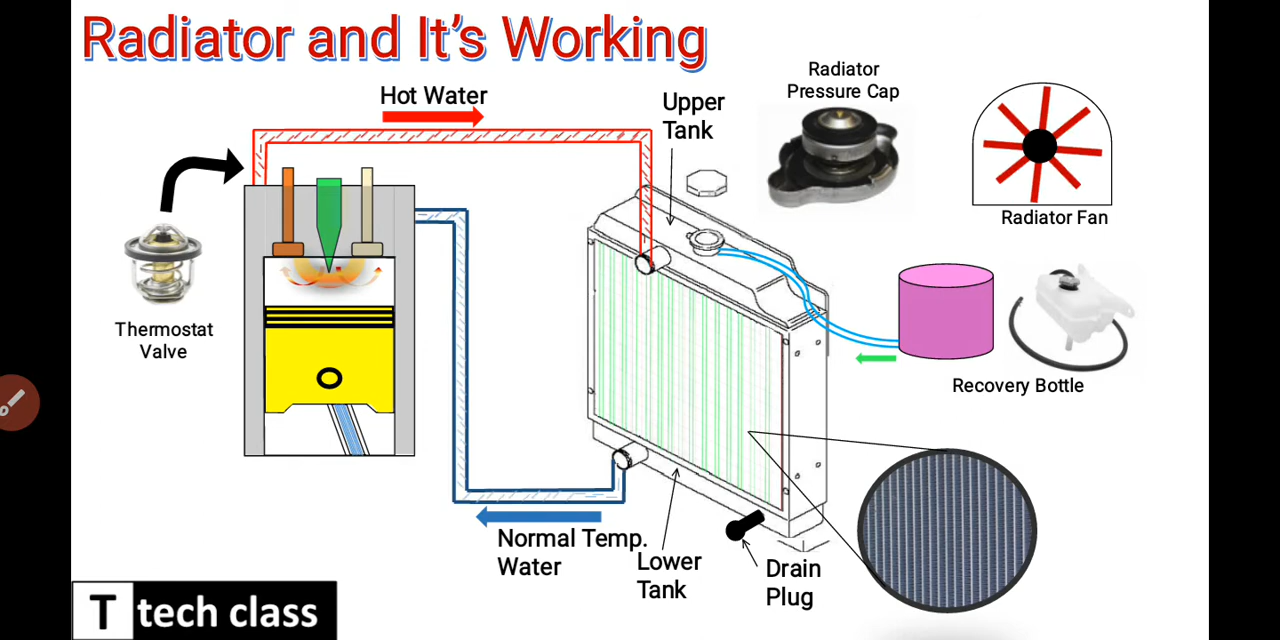 Radiator and It's Working
Hot Water
Upper
Tank
Radiator
Pressure Cap
Radiator Fan
Thermostat
Valve
Recovery Bottle
Normal Temp.
Water
Lower
Tank
Drain
Plug
T tech class